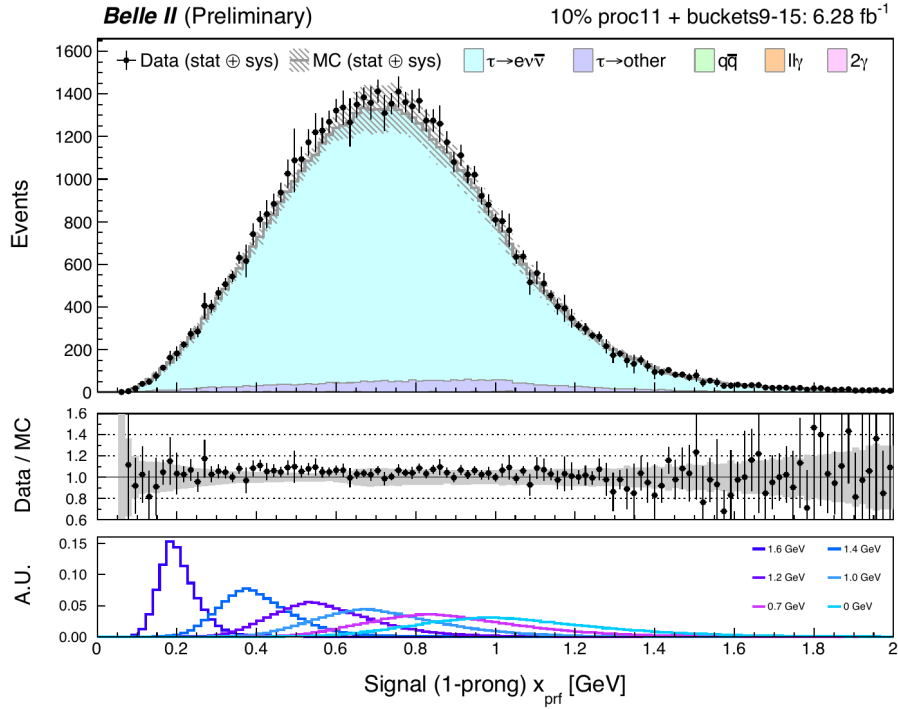 Belle II (Preliminary) 10% proc11 + buckets9-15: 6.28 fb⁻¹
Data (stat ⊕ sys) MC (stat ⊕ sys) τ→eνν̅ τ→other qq̅ llγ 2γ
1600
1400
1200
1000
800
600
400
200
0
Events
1.6
1.4
1.2
1.0
0.8
0.6
Data / MC
0.15
0.10
0.05
0.00
A.U.
1.6 GeV 1.4 GeV
1.2 GeV 1.0 GeV
0.7 GeV 0 GeV
0 0.2 0.4 0.6 0.8 1 1.2 1.4 1.6 1.8 2
Signal (1-prong) x_prf [GeV]